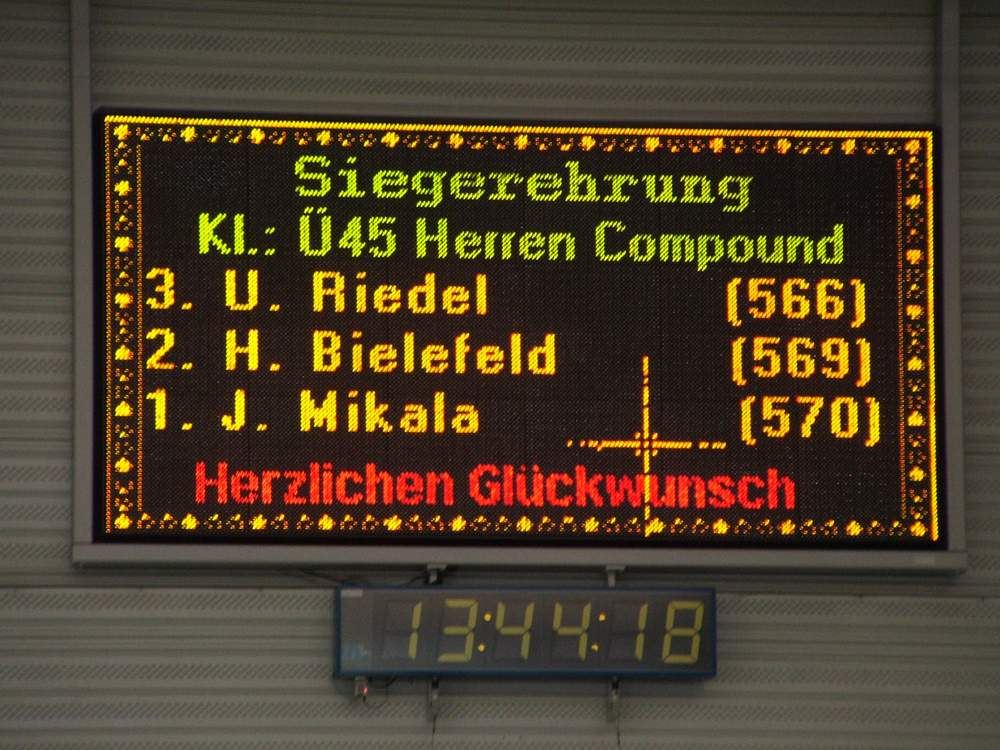 Siegerehrung
Kl.: Ü45 Herren Compound
3. U. Riedel (566)
2. H. Bielefeld (569)
1. J. Mikala (570)
Herzlichen Glückwunsch
13:44:18